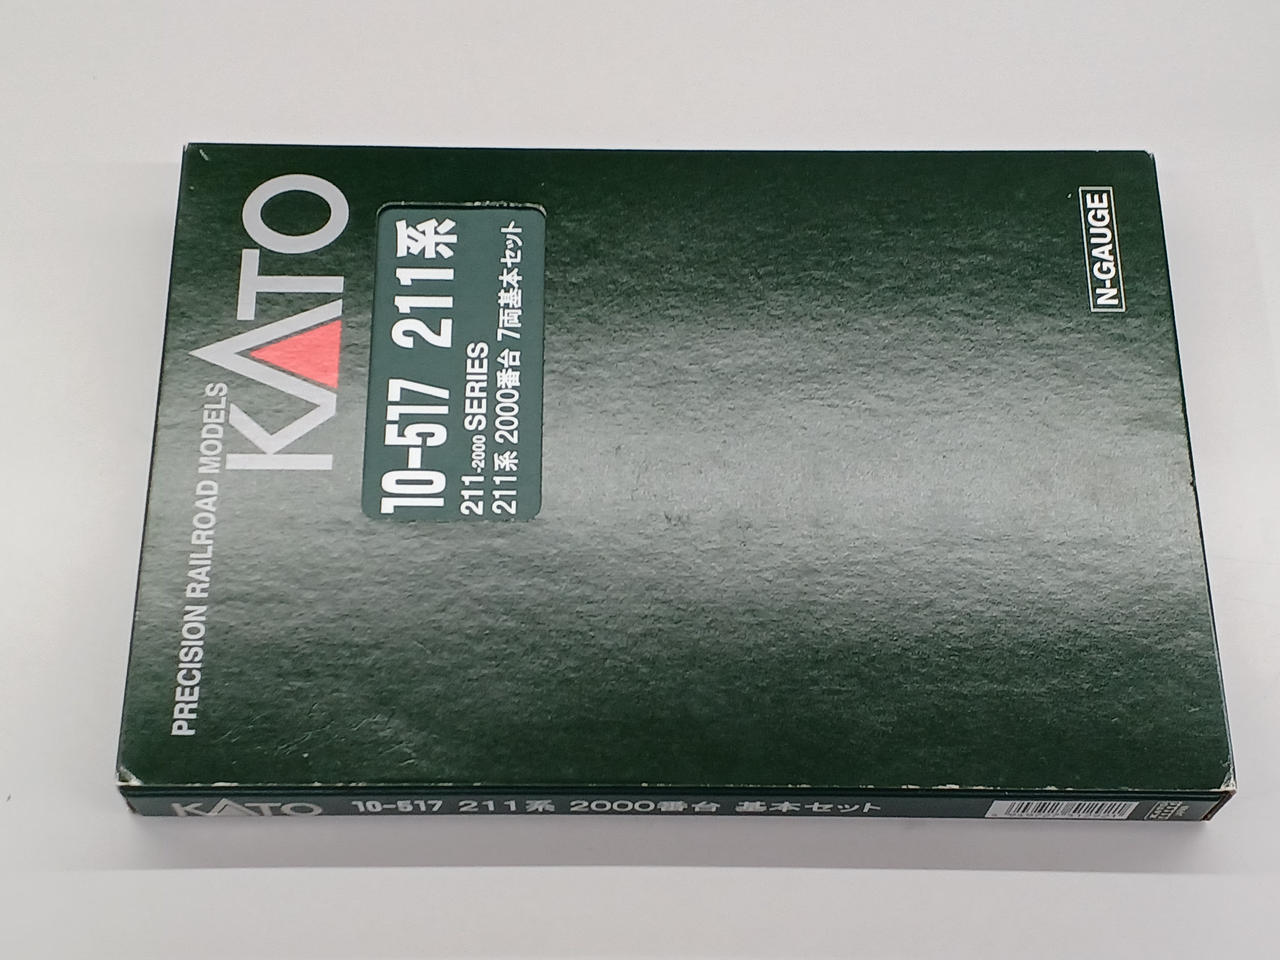 PRECISION RAILROAD MODELS
KATO
10-517 211系
211-2000 SERIES
211系 2000番台 7両基本セット
N-GAUGE
KATO 10-517 211系 2000番台 基本セット